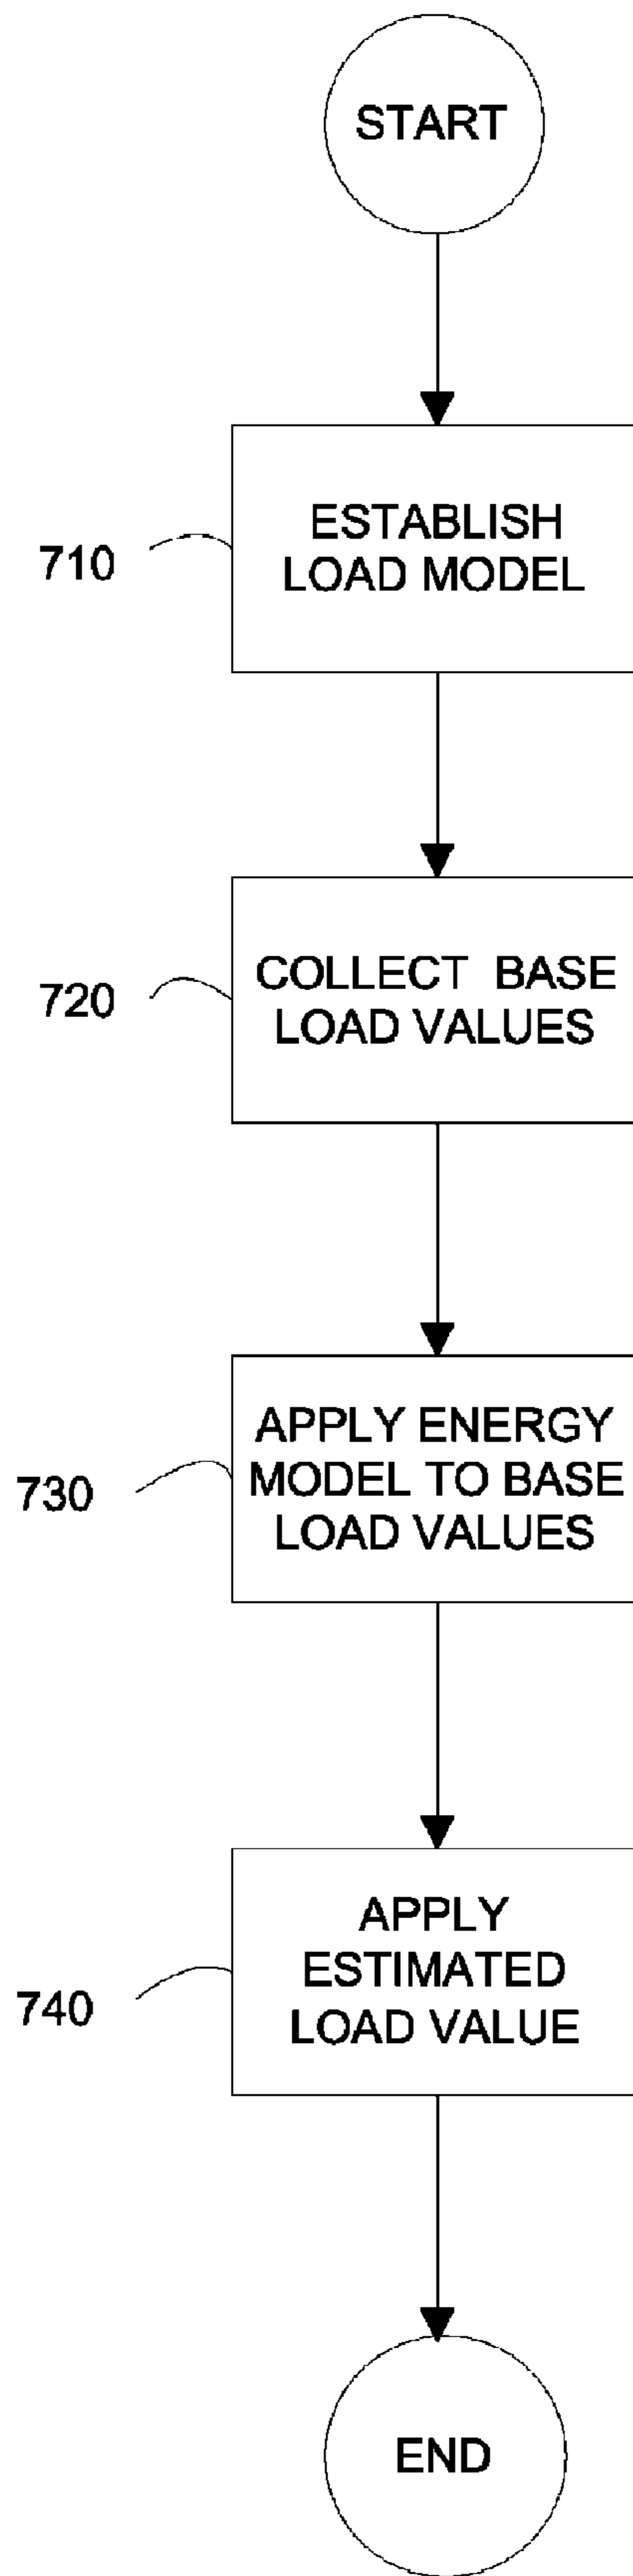 START
710
ESTABLISH
LOAD MODEL
720
COLLECT BASE
LOAD VALUES
730
APPLY ENERGY
MODEL TO BASE
LOAD VALUES
740
APPLY
ESTIMATED
LOAD VALUE
END